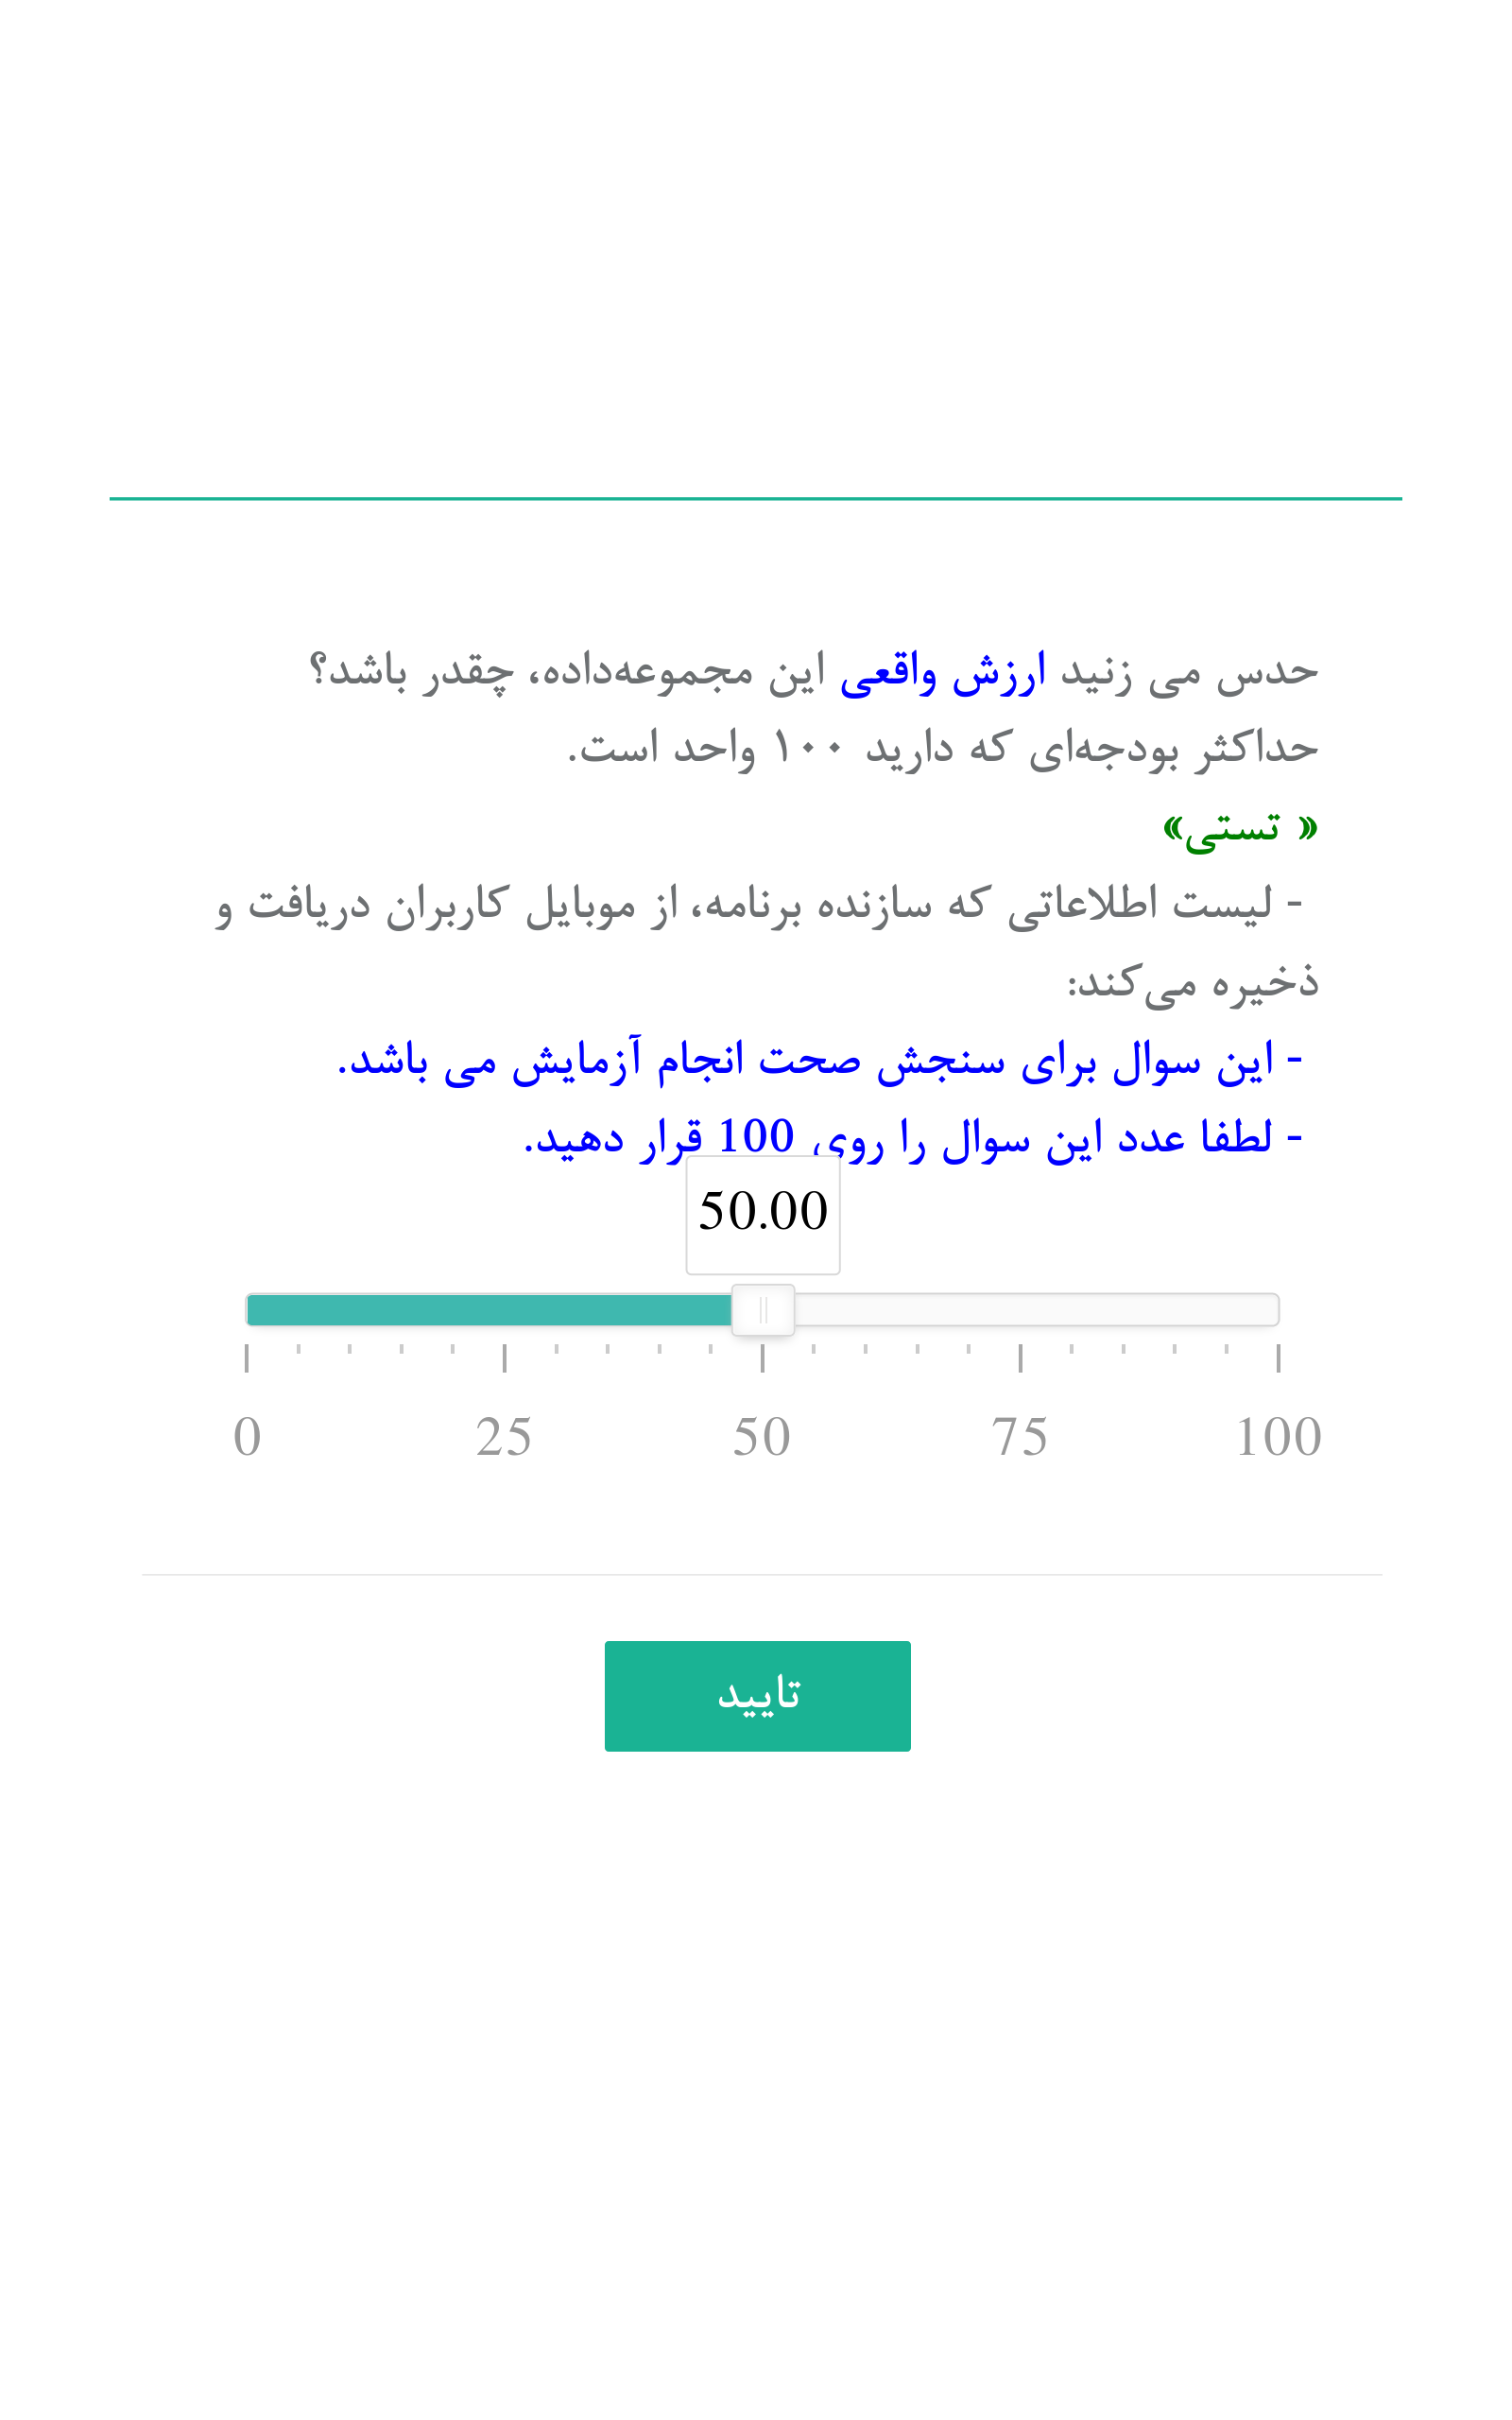 حدس می زنید ارزش واقعی این مجموعه‌داده، چقدر باشد؟
حداکثر بودجه‌ای که دارید ۱۰۰ واحد است.
« تستی»
- لیست اطلاعاتی که سازنده برنامه، از موبایل کاربران دریافت و
ذخیره می‌کند:
- این سوال برای سنجش صحت انجام آزمایش می باشد.
- لطفا عدد این سوال را روی 100 قرار دهید.
50.00
0 25 50 75 100
تایید